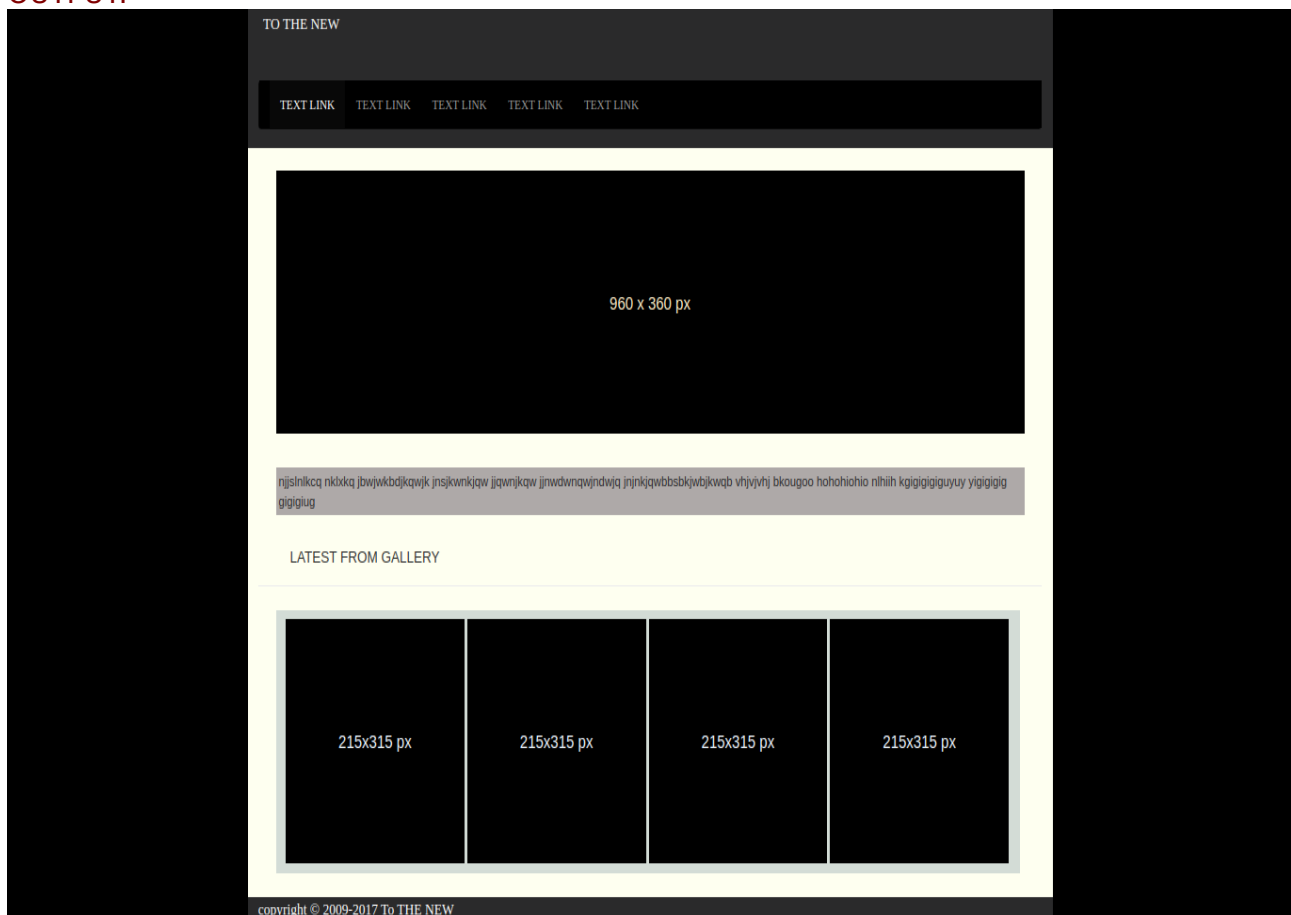 TO THE NEW
TEXT LINK TEXT LINK TEXT LINK TEXT LINK TEXT LINK
960 x 360 px
njjslnlkcq nklxkq jbwjwkbdjkqwjk jnsjkwnkjqw jjqwnjkqw jjnwdwnqwjndwjq jnjnkjqwbbsbkjwbjkwqb vhjvjvhj bkougoo hohohiohio nlhiih kgigigigiguyuy yigigigig
gigigiug
LATEST FROM GALLERY
215x315 px 215x315 px 215x315 px 215x315 px
copyright © 2009-2017 To THE NEW